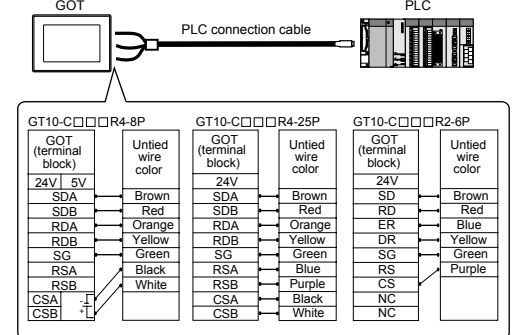 GOT
PLC
PLC connection cable
GT10-C□□□R4-8P
GOT
(terminal
block)
Untied
wire
color
24V 5V
SDA Brown
SDB Red
RDA Orange
RDB Yellow
SG Green
RSA Black
RSB White
CSA -
CSB +
GT10-C□□□R4-25P
GOT
(terminal
block)
Untied
wire
color
24V
SDA Brown
SDB Red
RDA Orange
RDB Yellow
SG Green
RSA Blue
RSB Purple
CSA Black
CSB White
GT10-C□□□R2-6P
GOT
(terminal
block)
Untied
wire
color
24V
SD Brown
RD Red
ER Blue
DR Yellow
SG Green
RS Purple
CS
NC
NC